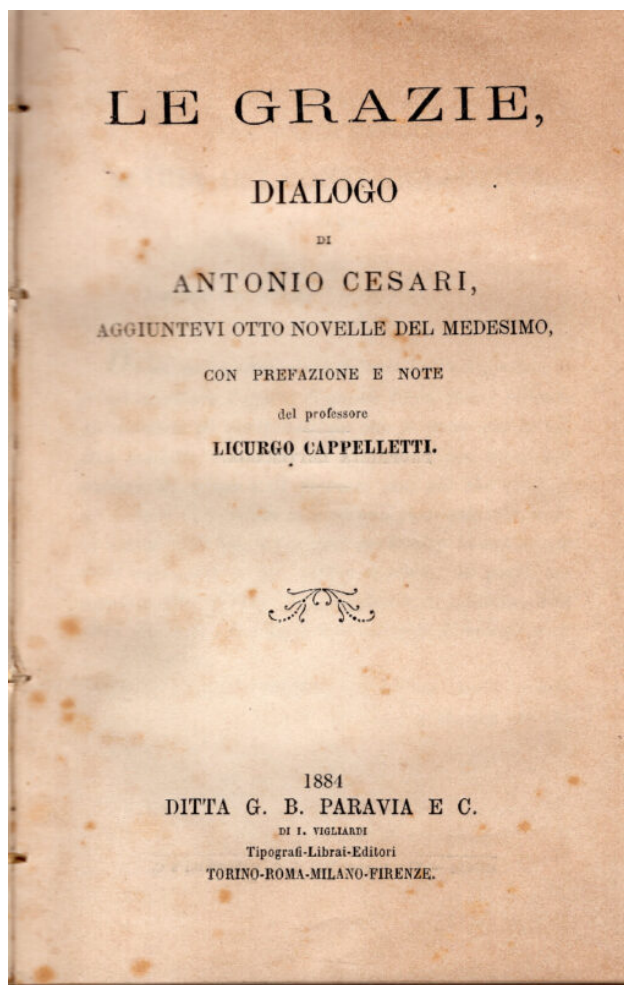 LE GRAZIE,
DIALOGO
DI
ANTONIO CESARI,
AGGIUNTEVI OTTO NOVELLE DEL MEDESIMO,
CON PREFAZIONE E NOTE
del professore
LICURGO CAPPELLETTI.
1884
DITTA G. B. PARAVIA E C.
DI I. VIGLIARDI
Tipografi-Librai-Editori
TORINO-ROMA-MILANO-FIRENZE.